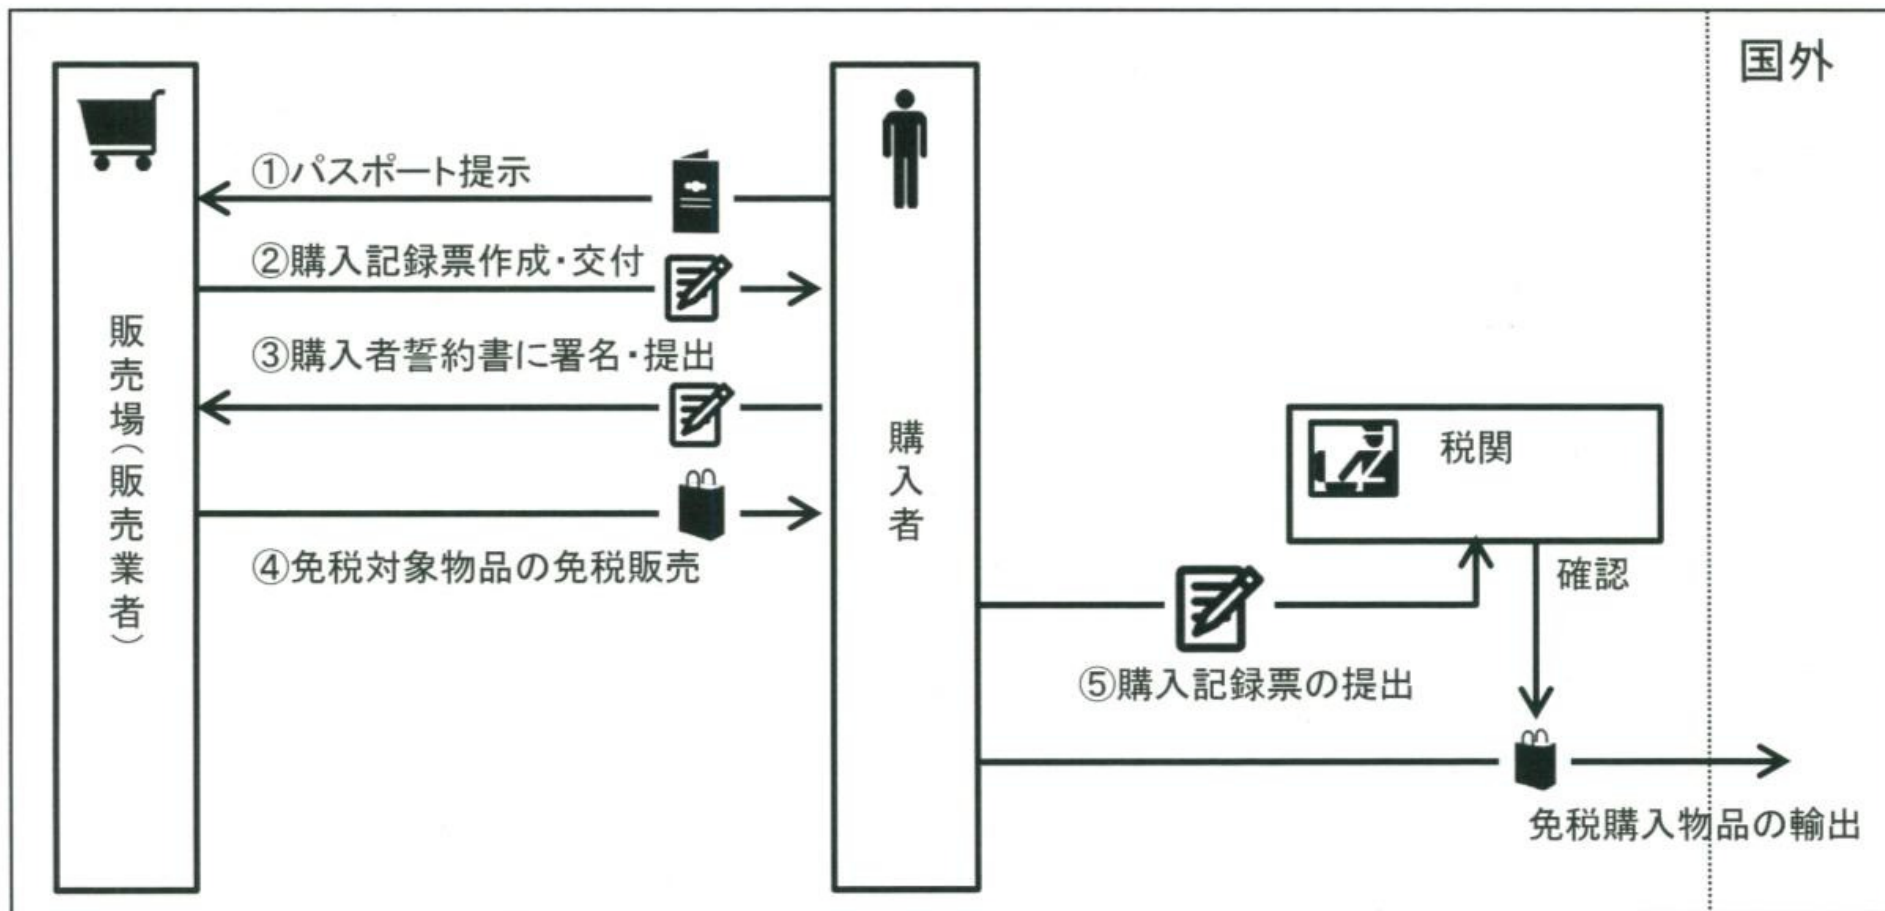 国外
①パスポート提示
②購入記録票作成・交付
③購入者誓約書に署名・提出
④免税対象物品の免税販売
販売場(販売業者)
購入者
税関
確認
⑤購入記録票の提出
免税購入物品の輸出